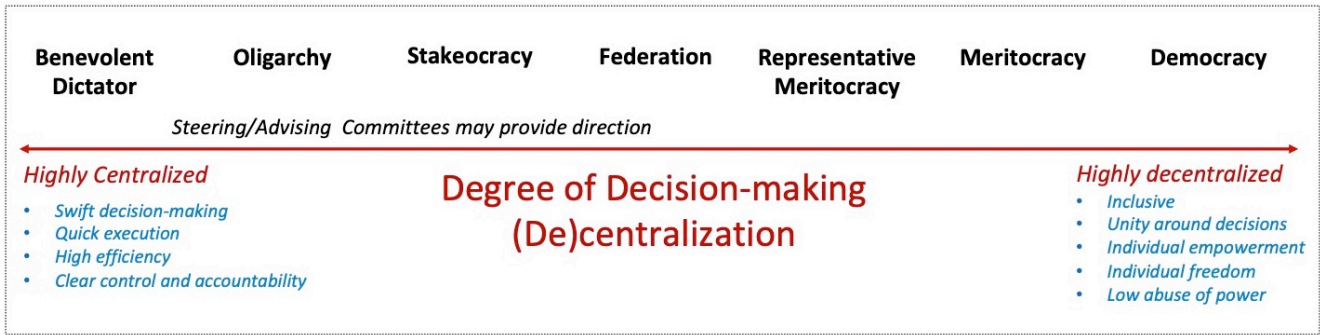 Benevolent Dictator
Oligarchy
Stakeocracy
Federation
Representative Meritocracy
Meritocracy
Democracy
Steering/Advising Committees may provide direction
Highly Centralized
• Swift decision-making
• Quick execution
• High efficiency
• Clear control and accountability
Degree of Decision-making
(De)centralization
Highly decentralized
• Inclusive
• Unity around decisions
• Individual empowerment
• Individual freedom
• Low abuse of power